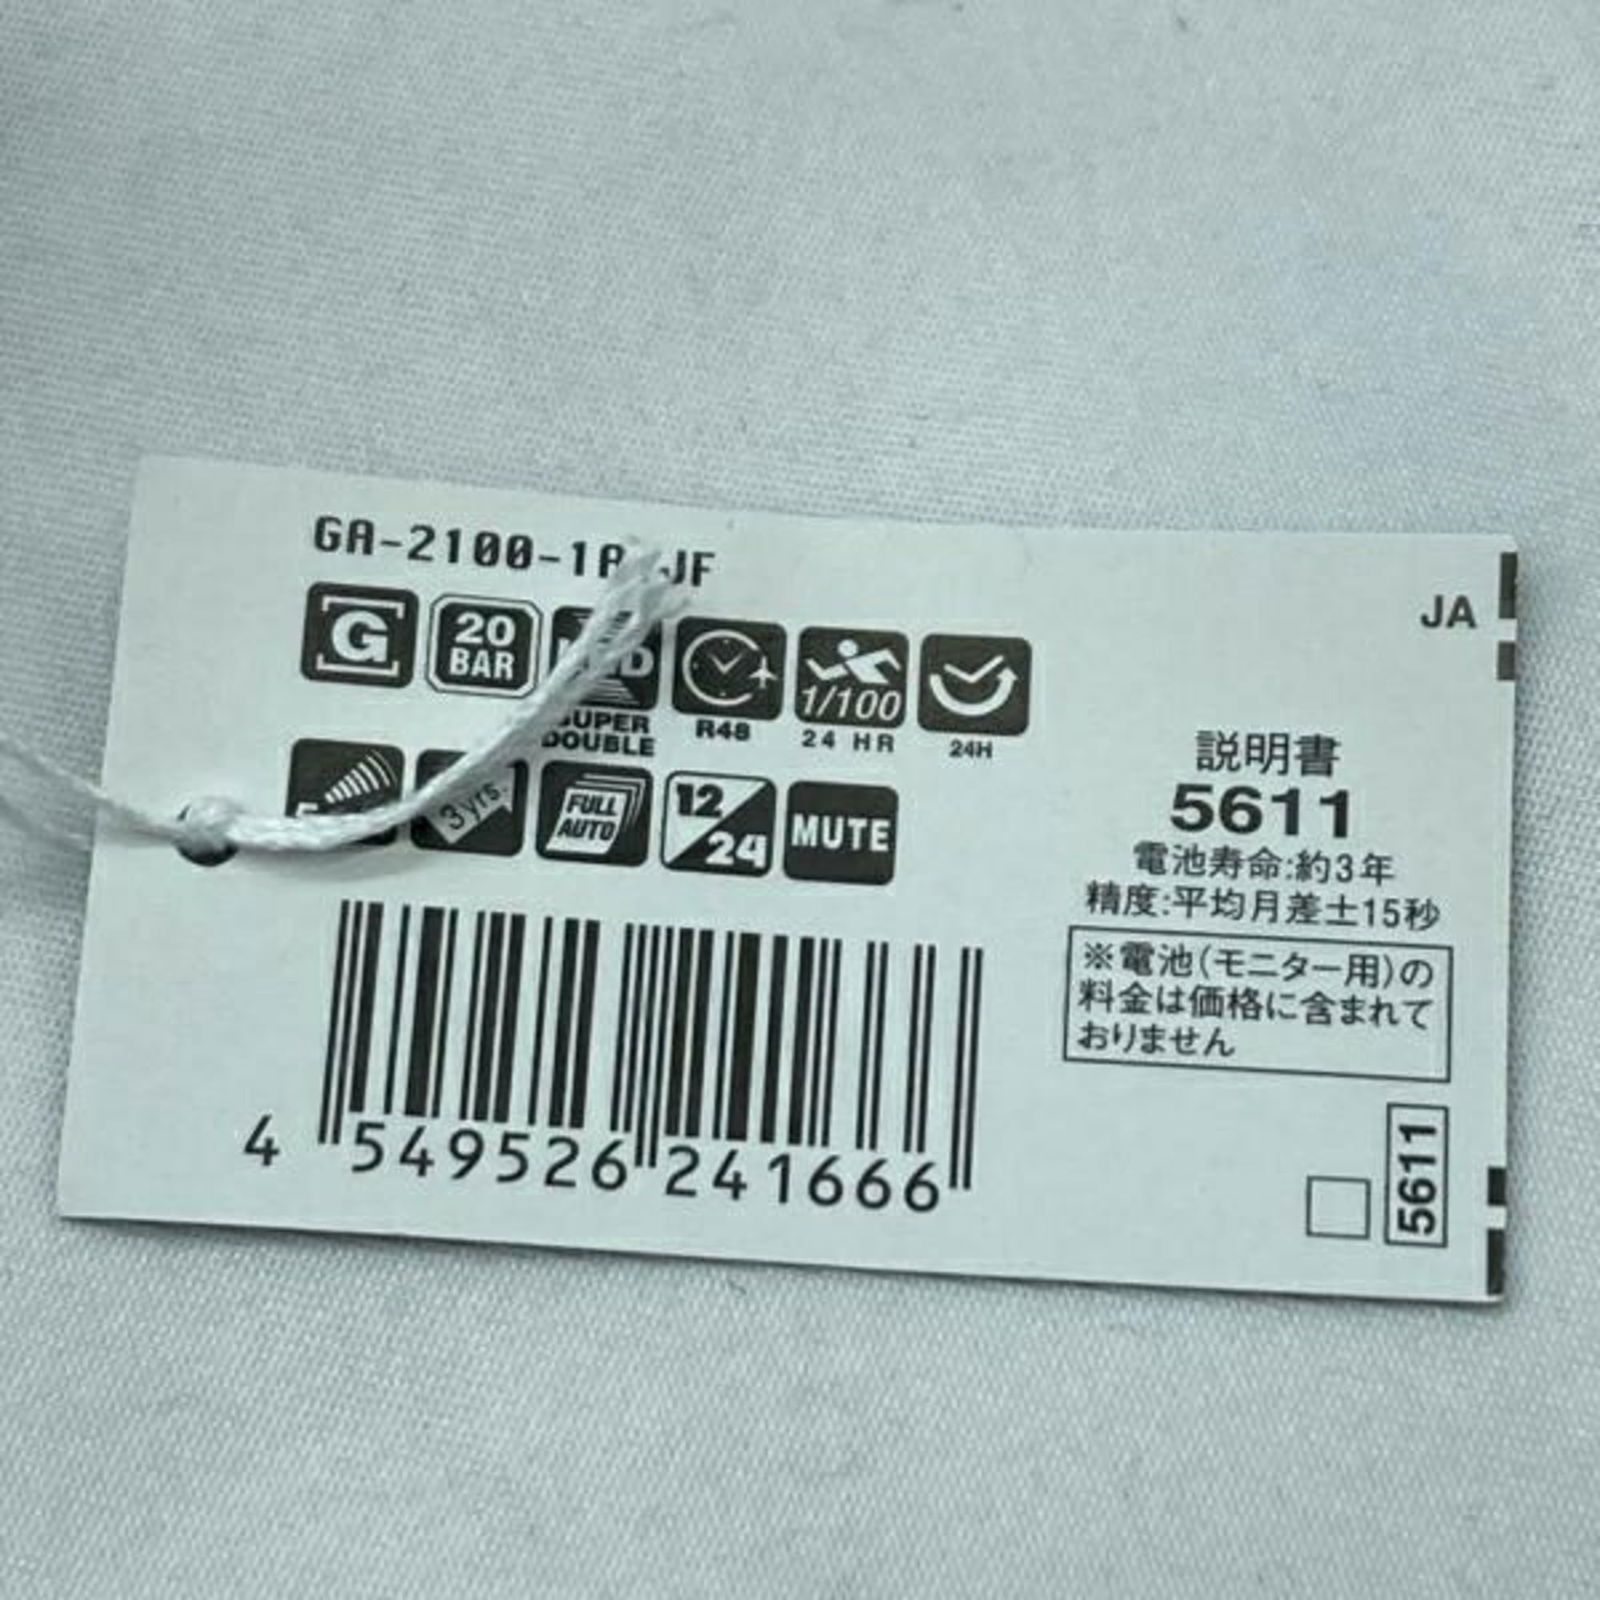 GA-2100-1A JF
JA
G
20
BAR
SUPER
DOUBLE
R48
1/100
24 HR
24H
3 yrs.
FULL
AUTO
12
24
MUTE
説明書
5611
電池寿命:約3年
精度:平均月差±15秒
※電池(モニター用)の
料金は価格に含まれて
おりません
4 549526 241666
5611